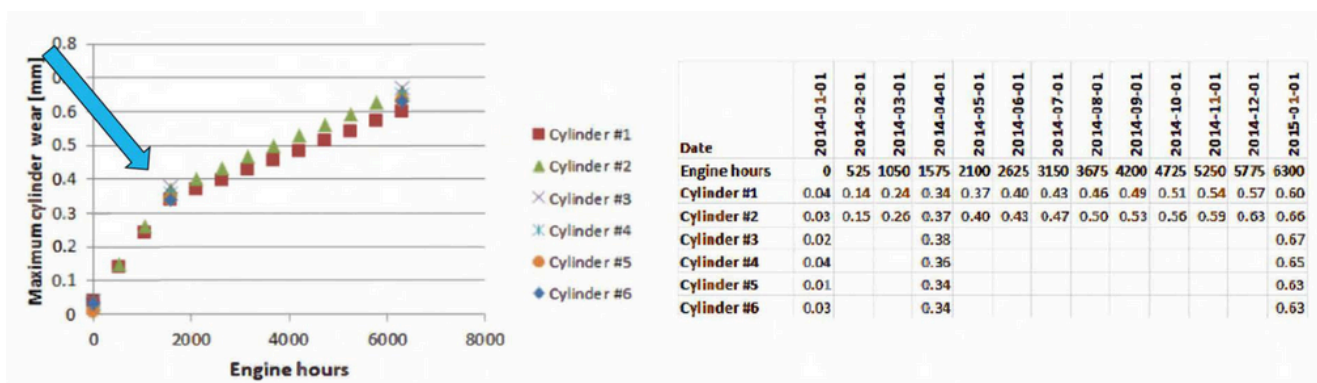 Maximum cylinder wear [mm]
0.8
0.6
0.5
0.4
0.3
0.2
0.1
0
0 2000 4000 6000 8000
Engine hours
Cylinder #1
Cylinder #2
Cylinder #3
Cylinder #4
Cylinder #5
Cylinder #6
Date 2014-01-01 2014-02-01 2014-03-01 2014-04-01 2014-05-01 2014-06-01 2014-07-01 2014-08-01 2014-09-01 2014-10-01 2014-11-01 2014-12-01 2015-01-01
Engine hours 0 525 1050 1575 2100 2625 3150 3675 4200 4725 5250 5775 6300
Cylinder #1 0.04 0.14 0.24 0.34 0.37 0.40 0.43 0.46 0.49 0.51 0.54 0.57 0.60
Cylinder #2 0.03 0.15 0.26 0.37 0.40 0.43 0.47 0.50 0.53 0.56 0.59 0.63 0.66
Cylinder #3 0.02 0.38 0.67
Cylinder #4 0.04 0.36 0.65
Cylinder #5 0.01 0.34 0.63
Cylinder #6 0.03 0.34 0.63